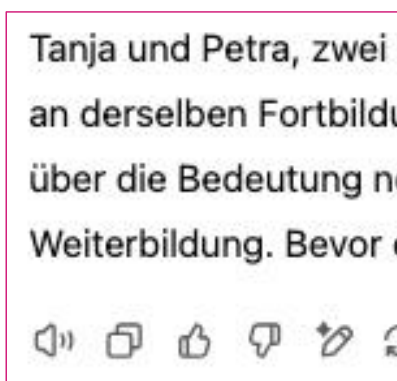 Tanja und Petra, zwei
an derselben
über die Bedeutung
Weiterbildung. Bevor